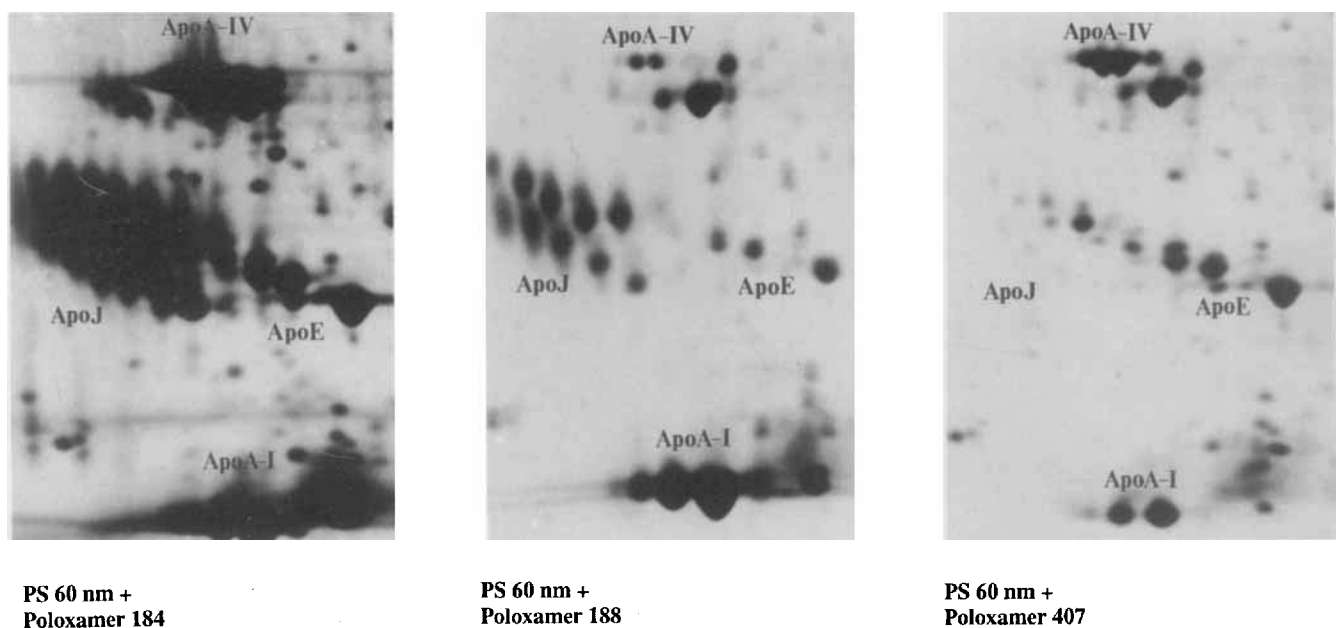 ApoA-IV
ApoJ
ApoE
ApoA-I
PS 60 nm +
Poloxamer 184
ApoA-IV
ApoJ
ApoE
ApoA-I
PS 60 nm +
Poloxamer 188
ApoA-IV
ApoJ
ApoE
ApoA-I
PS 60 nm +
Poloxamer 407